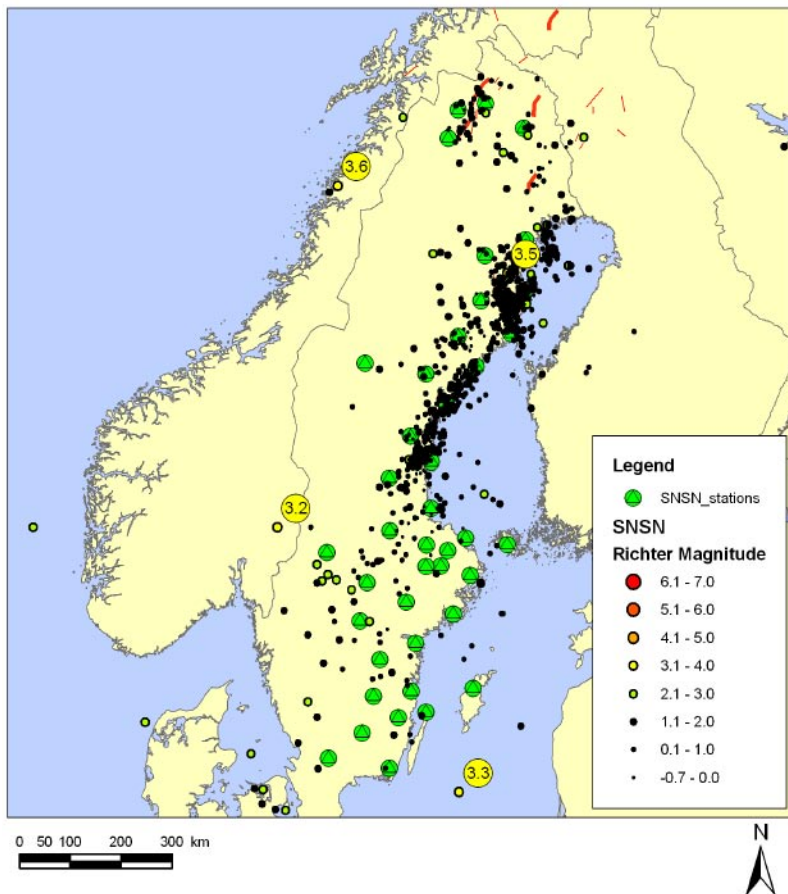 3.6
3.5
3.2
3.3
Legend
SNSN_stations
SNSN
Richter Magnitude
6.1 - 7.0
5.1 - 6.0
4.1 - 5.0
3.1 - 4.0
2.1 - 3.0
1.1 - 2.0
0.1 - 1.0
-0.7 - 0.0
0 50 100 200 300 km
N